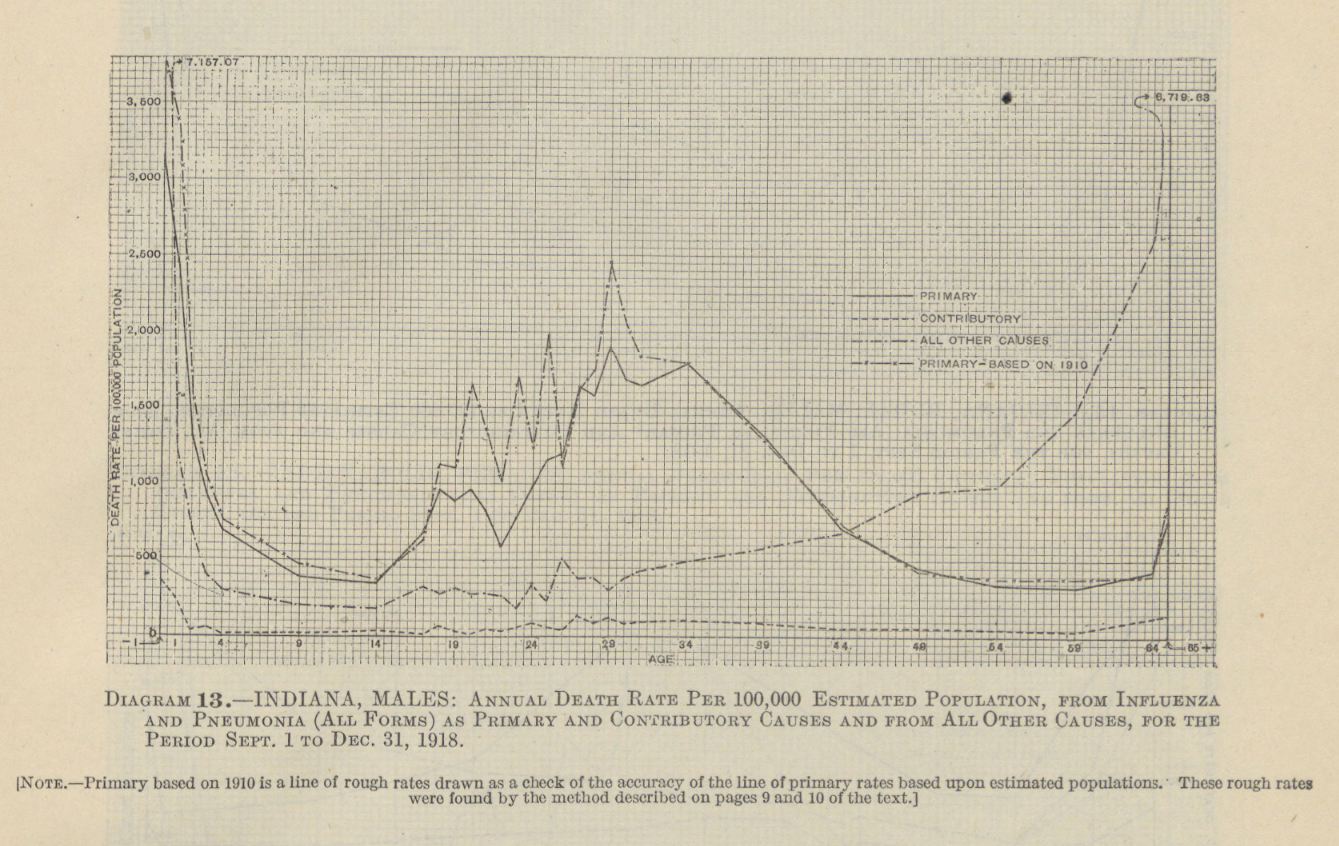 7,157.07
3,500
6,719.63
3,000
2,500
PRIMARY
CONTRIBUTORY
2,000
ALL OTHER CAUSES
PRIMARY-BASED ON 1910
1,500
1,000
500
0
DEATH RATE PER 100,000 POPULATION
-1 1 4 9 14 19 24 29 34 39 44 49 54 59 64 65+
AGE
DIAGRAM 13.—INDIANA, MALES: ANNUAL DEATH RATE PER 100,000 ESTIMATED POPULATION, FROM INFLUENZA
AND PNEUMONIA (ALL FORMS) AS PRIMARY AND CONTRIBUTORY CAUSES AND FROM ALL OTHER CAUSES, FOR THE
PERIOD SEPT. 1 TO DEC. 31, 1918.
[NOTE.—Primary based on 1910 is a line of rough rates drawn as a check of the accuracy of the line of primary rates based upon estimated populations. These rough rates
were found by the method described on pages 9 and 10 of the text.]